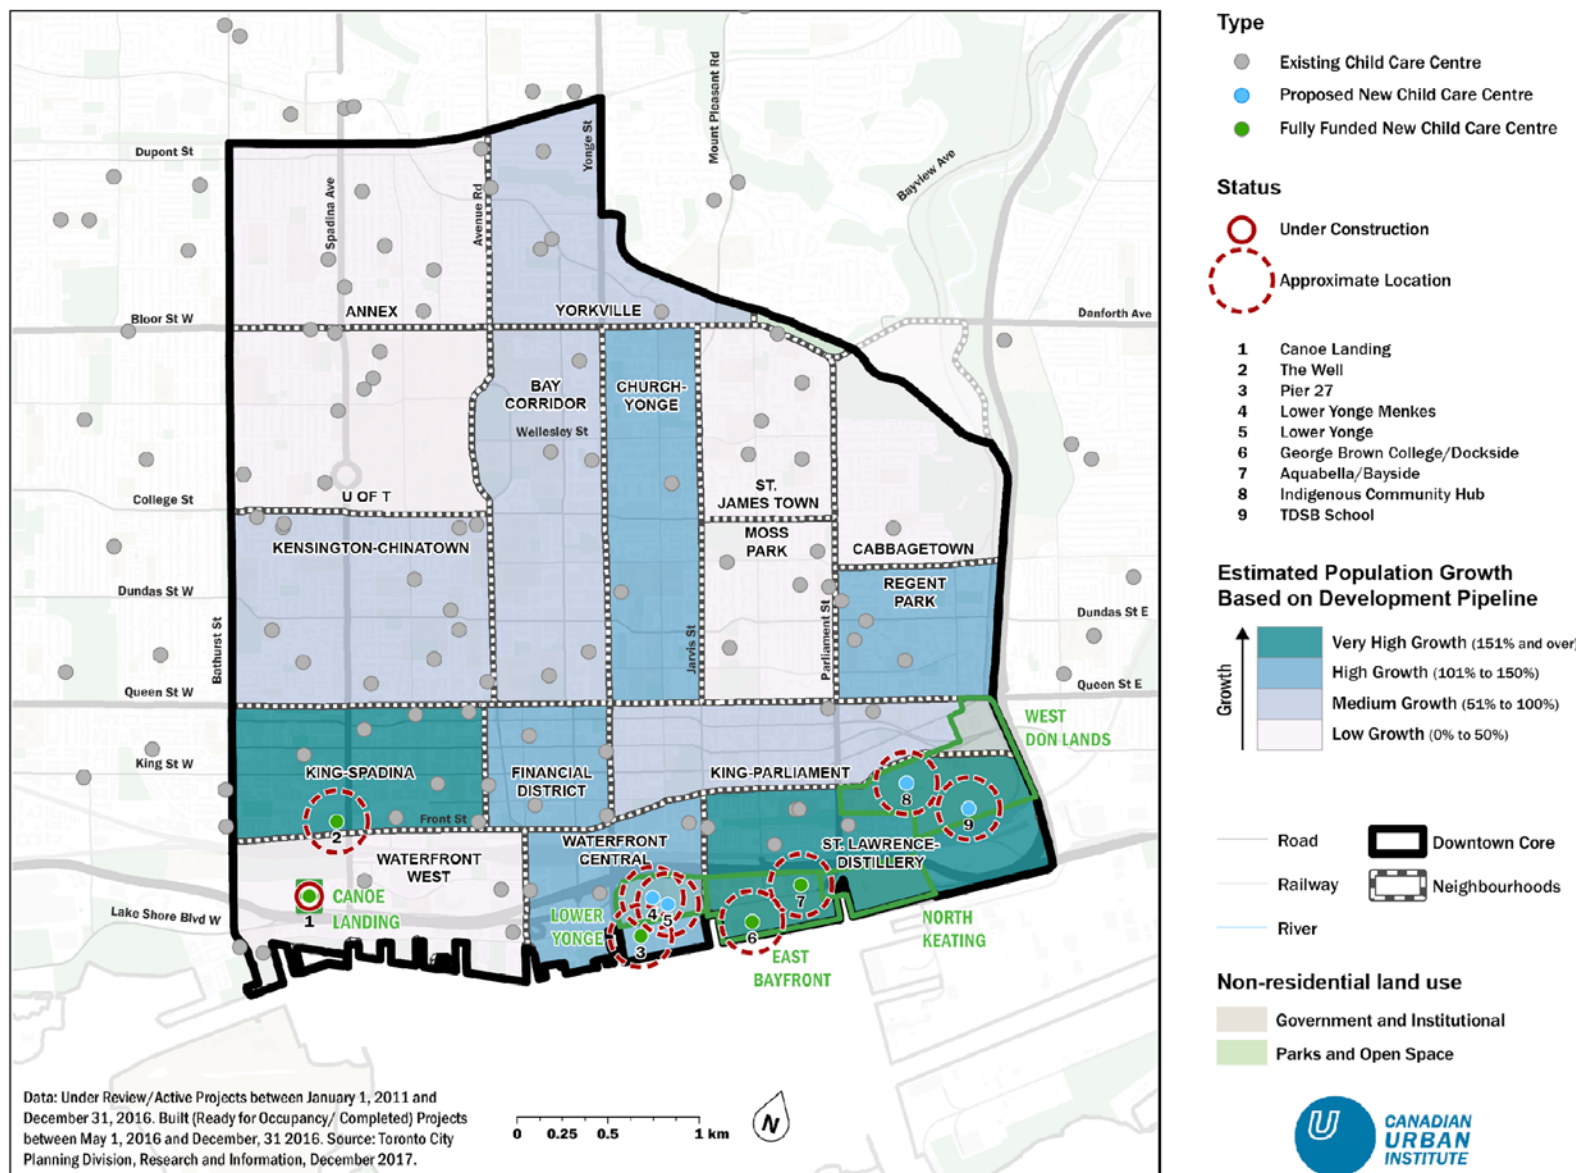 Type
Existing Child Care Centre
Proposed New Child Care Centre
Fully Funded New Child Care Centre
Status
Under Construction
Approximate Location
1 Canoe Landing
2 The Well
3 Pier 27
4 Lower Yonge Menkes
5 Lower Yonge
6 George Brown College/Dockside
7 Aquabella/Bayside
8 Indigenous Community Hub
9 TDSB School
Estimated Population Growth
Based on Development Pipeline
Growth
Very High Growth (151% and over)
High Growth (101% to 150%)
Medium Growth (51% to 100%)
Low Growth (0% to 50%)
Road
Railway
River
Downtown Core
Neighbourhoods
Non-residential land use
Government and Institutional
Parks and Open Space
U
CANADIAN
URBAN
INSTITUTE
Dupont St
Spadina Ave
Avenue Rd
Yonge St
Mount Pleasant Rd
Bayview Ave
Bloor St W
Danforth Ave
ANNEX
YORKVILLE
BAY
CORRIDOR
CHURCH-
YONGE
Wellesley St
U OF T
ST.
JAMES TOWN
College St
KENSINGTON-CHINATOWN
MOSS
PARK
CABBAGETOWN
REGENT
PARK
Dundas St W
Dundas St E
Bathurst St
Jarvis St
Parliament St
Queen St W
Queen St E
WEST
DON LANDS
King St W
KING-SPADINA
FINANCIAL
DISTRICT
KING-PARLIAMENT
Front St
2
8
9
WATERFRONT
WEST
WATERFRONT
CENTRAL
ST. LAWRENCE-
DISTILLERY
CANOE
LANDING
1
Lake Shore Blvd W
LOWER
YONGE
4
5
3
6
7
NORTH
KEATING
EAST
BAYFRONT
Data: Under Review/Active Projects between January 1, 2011 and
December 31, 2016. Built (Ready for Occupancy/ Completed) Projects
between May 1, 2016 and December, 31 2016. Source: Toronto City
Planning Division, Research and Information, December 2017.
0 0.25 0.5 1 km
N